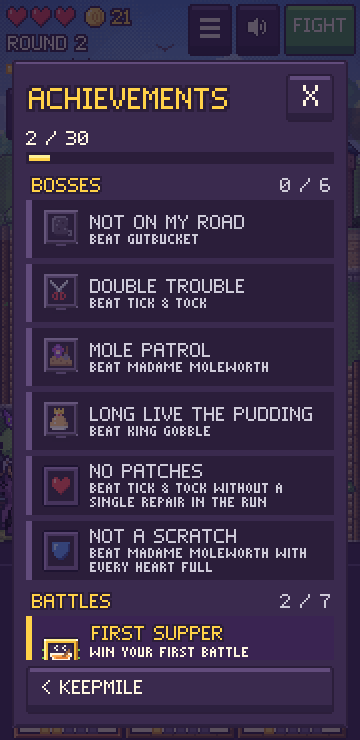 21
FIGHT
ROUND 2
ACHIEVEMENTS
X
2 / 30
BOSSES 0 / 6
NOT ON MY ROAD
BEAT GUTBUCKET
DOUBLE TROUBLE
BEAT TICK & TOCK
MOLE PATROL
BEAT MADAME MOLEWORTH
LONG LIVE THE PUDDING
BEAT KING GOBBLE
NO PATCHES
BEAT TICK & TOCK WITHOUT A
SINGLE REPAIR IN THE RUN
NOT A SCRATCH
BEAT MADAME MOLEWORTH WITH
EVERY HEART FULL
BATTLES 2 / 7
FIRST SUPPER
WIN YOUR FIRST BATTLE
< KEEPMILE